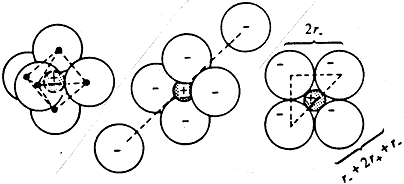 +
− − − − − − +
2r₋
− − − − +
r₋ + 2r₊ + r₋